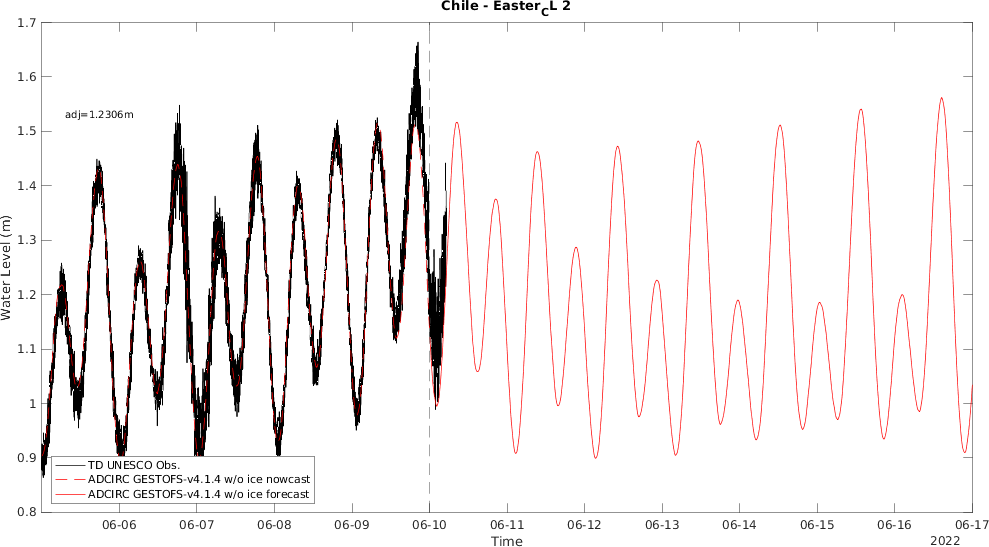 Chile - Easter_CL 2
1.7
1.6
1.5
1.4
1.3
1.2
1.1
1
0.9
0.8
Water Level (m)
adj=1.2306m
TD UNESCO Obs.
ADCIRC GESTOFS-v4.1.4 w/o ice nowcast
ADCIRC GESTOFS-v4.1.4 w/o ice forecast
06-06 06-07 06-08 06-09 06-10 06-11 06-12 06-13 06-14 06-15 06-16 06-17
Time
2022